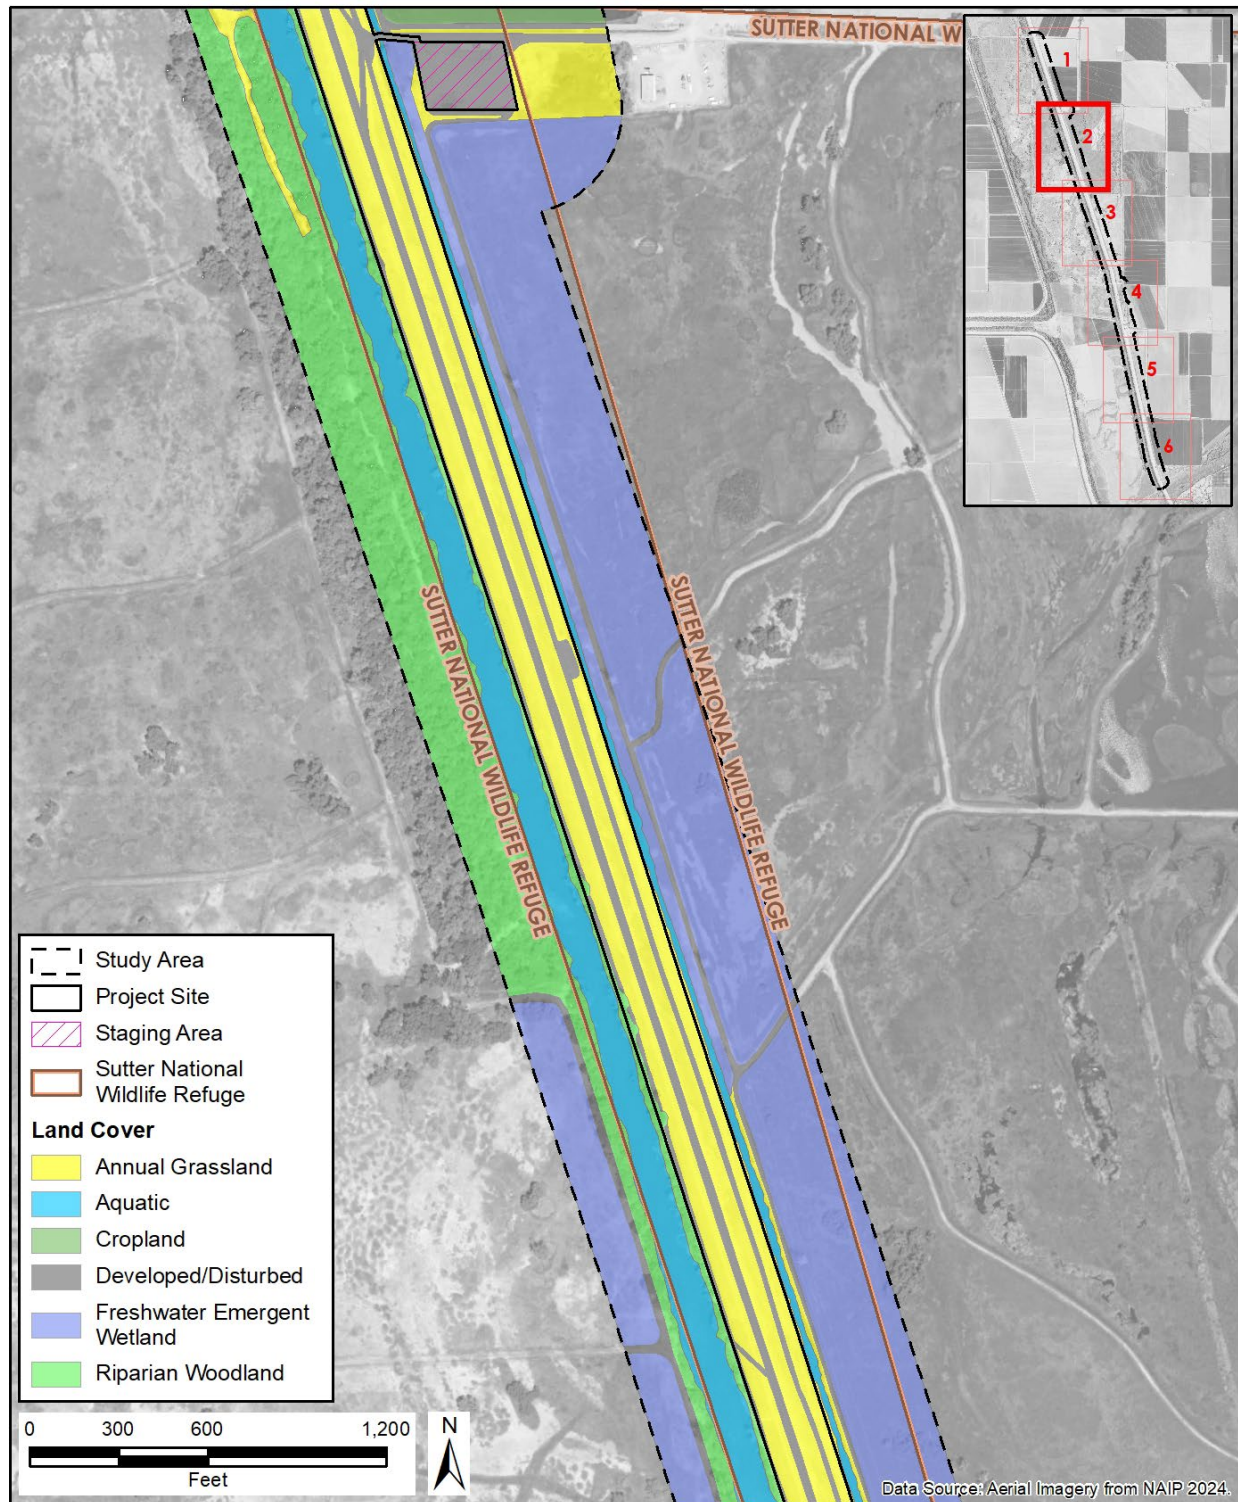 SUTTER NATIONAL W
1
2
3
4
5
6
SUTTER NATIONAL WILDLIFE REFUGE
SUTTER NATIONAL WILDLIFE REFUGE
Study Area
Project Site
Staging Area
Sutter National
Wildlife Refuge
Land Cover
Annual Grassland
Aquatic
Cropland
Developed/Disturbed
Freshwater Emergent
Wetland
Riparian Woodland
0 300 600 1,200
Feet
N
Data Source: Aerial Imagery from NAIP 2024.